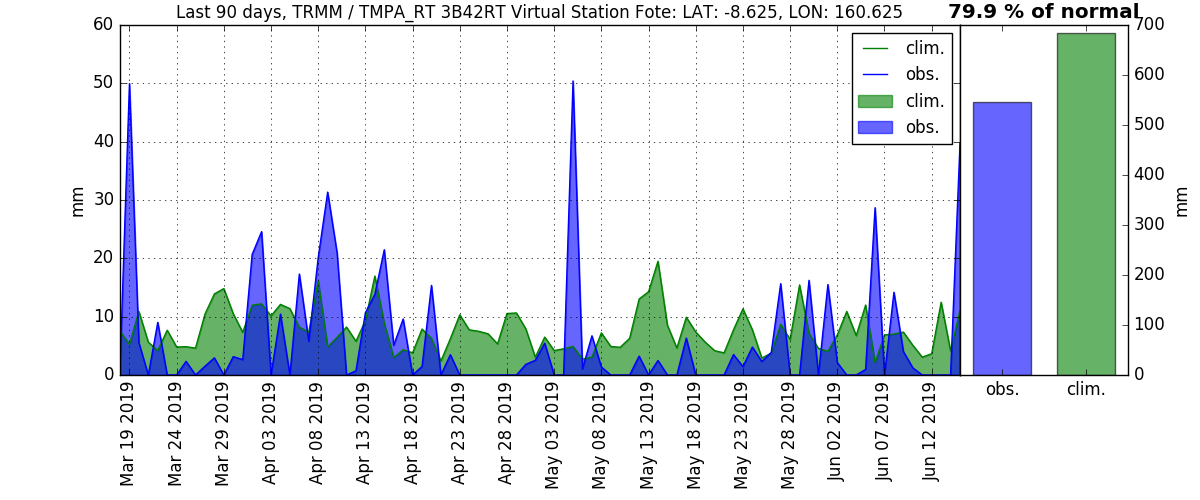 Last 90 days, TRMM / TMPA_RT 3B42RT Virtual Station Fote: LAT: -8.625, LON: 160.625
79.9 % of normal
60
50
40
30
20
10
0
mm
clim.
obs.
clim.
obs.
Mar 19 2019
Mar 24 2019
Mar 29 2019
Apr 03 2019
Apr 08 2019
Apr 13 2019
Apr 18 2019
Apr 23 2019
Apr 28 2019
May 03 2019
May 08 2019
May 13 2019
May 18 2019
May 23 2019
May 28 2019
Jun 02 2019
Jun 07 2019
Jun 12 2019
700
600
500
400
300
200
100
0
mm
obs.
clim.